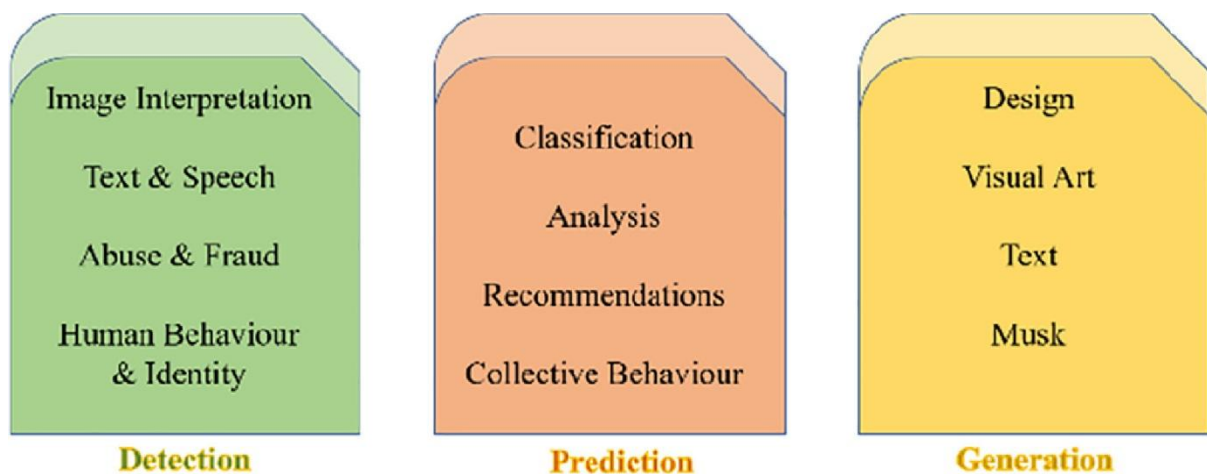 Image Interpretation
Text & Speech
Abuse & Fraud
Human Behaviour
& Identity
Detection
Classification
Analysis
Recommendations
Collective Behaviour
Prediction
Design
Visual Art
Text
Musk
Generation